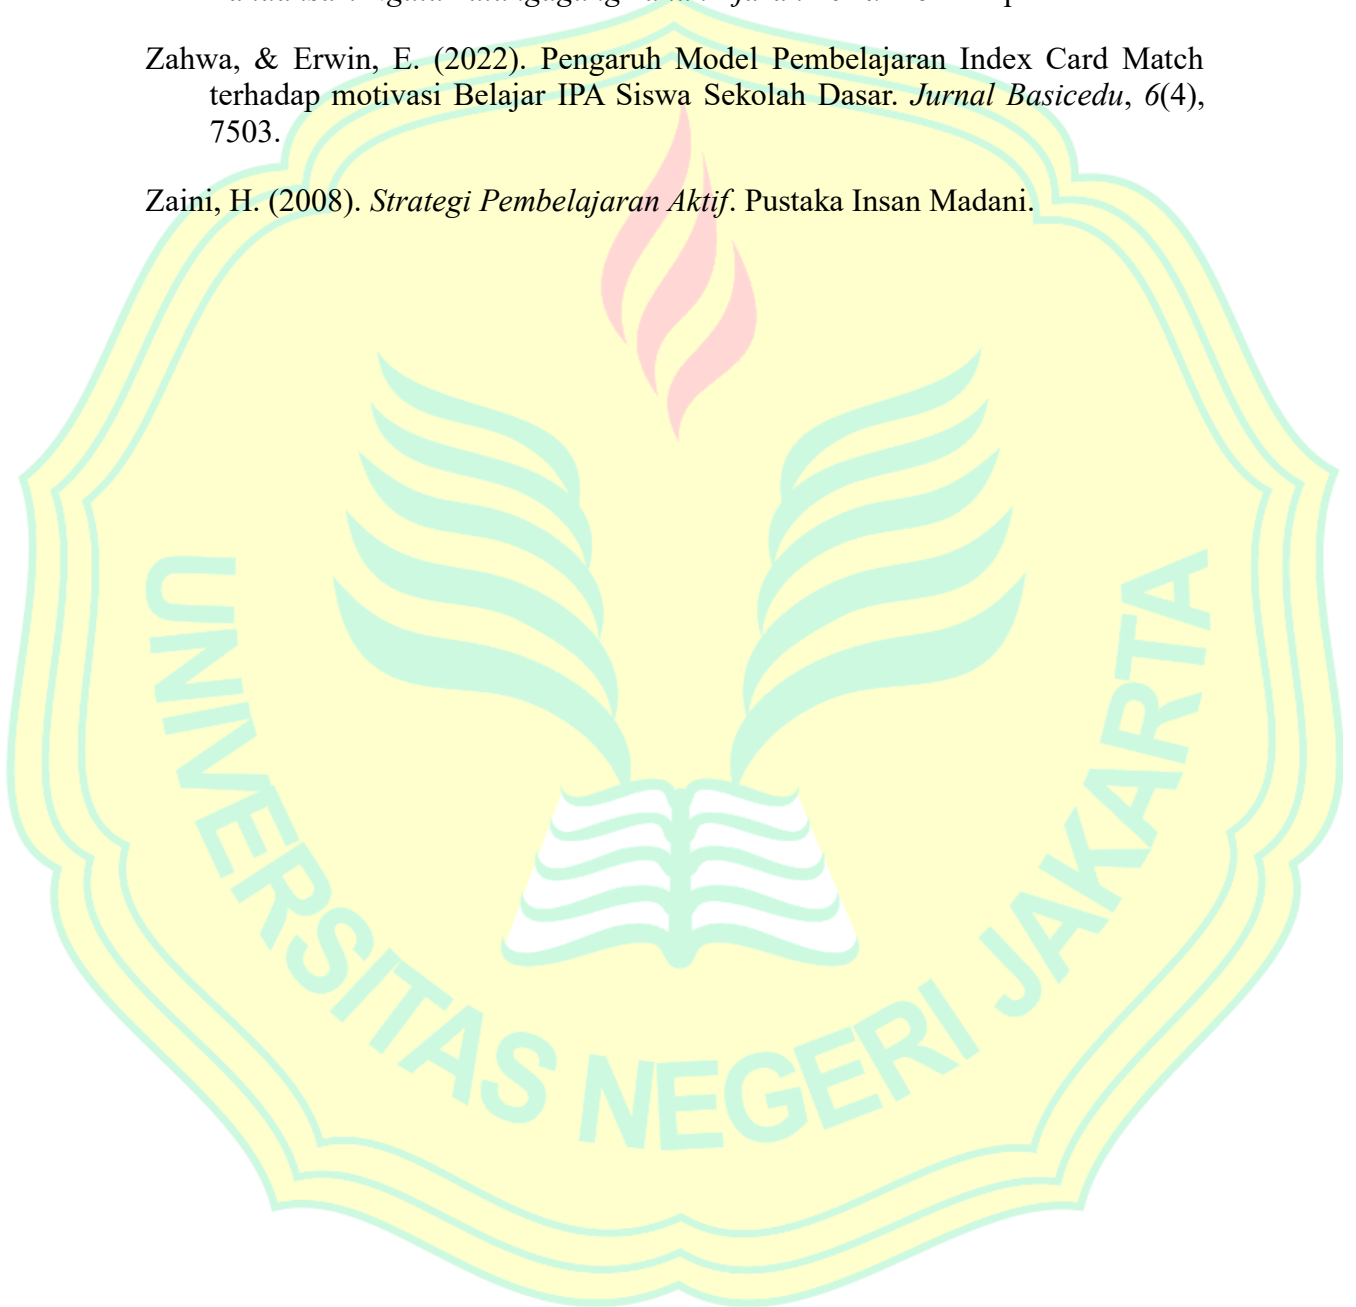 Zahwa, & Erwin, E. (2022). Pengaruh Model Pembelajaran Index Card Match
terhadap motivasi Belajar IPA Siswa Sekolah Dasar. Jurnal Basicedu, 6(4),
7503.
Zaini, H. (2008). Strategi Pembelajaran Aktif. Pustaka Insan Madani.
UNIVERSITAS NEGERI JAKARTA